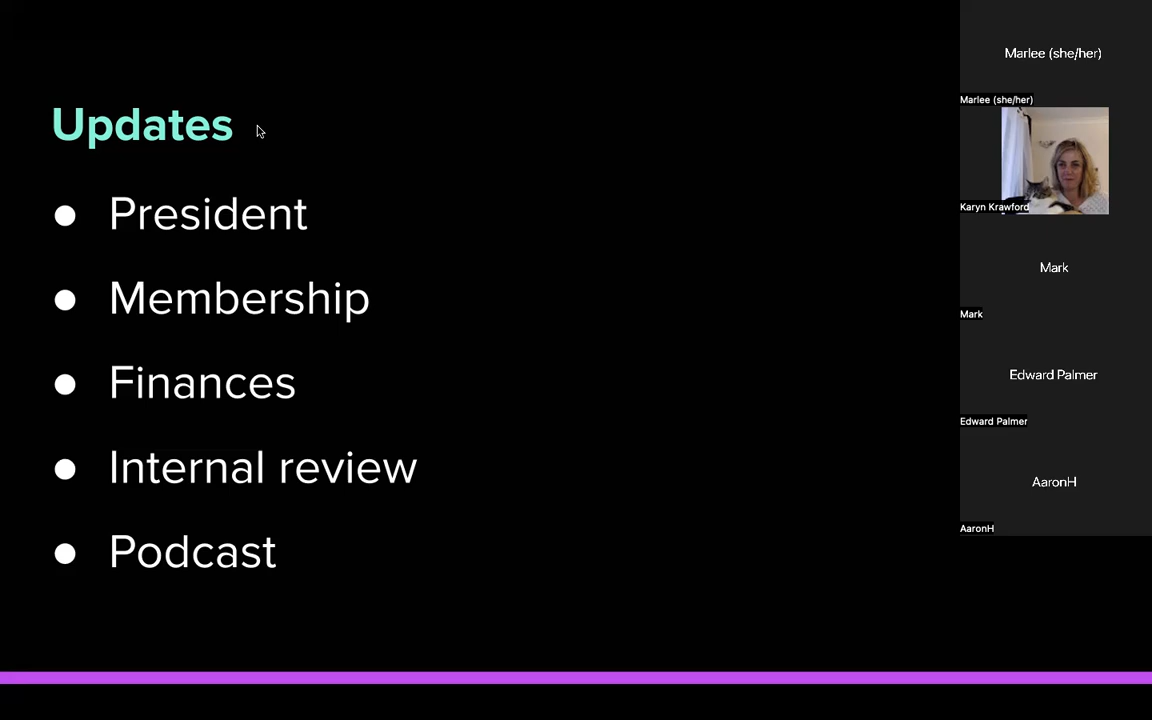 Updates
● President
● Membership
● Finances
● Internal review
● Podcast
Marlee (she/her)
Marlee (she/her)
Karyn Krawford
Mark
Mark
Edward Palmer
Edward Palmer
AaronH
AaronH